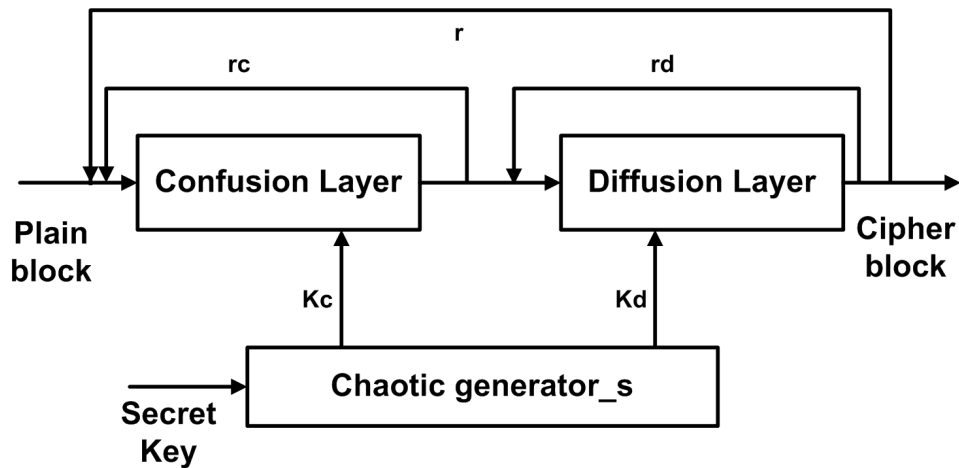 r
rc
rd
Confusion Layer
Diffusion Layer
Plain
block
Cipher
block
Kc
Kd
Chaotic generator_s
Secret
Key